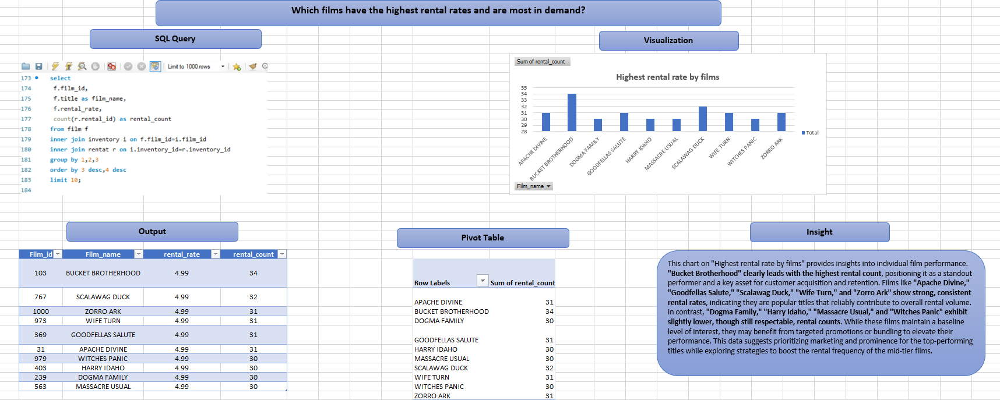 Which films have the highest rental rates and are most in demand?
SQL Query
Visualization
Limit to 1000 rows
173 select
174 f.film_id,
175 f.title as film_name,
176 f.rental_rate,
177 count(r.rental_id) as rental_count
178 from film f
179 inner join inventory i on f.film_id=i.film_id
180 inner join rentat r on i.inventory_id=r.inventory_id
181 group by 1,2,3
182 order by 3 desc,4 desc
183 limit 10;
184
Sum of rental_count
Highest rental rate by films
35
34
33
32
31
30
29
28
APACHE DIVINE
BUCKET BROTHERHOOD
DOGMA FAMILY
GOODFELLAS SALUTE
HARRY IDAHO
MASSACRE USUAL
SCALAWAG DUCK
WIFE TURN
WITCHES PANIC
ZORRO ARK
Total
Film_name
Output
Film_id Film_name rental_rate rental_count
103 BUCKET BROTHERHOOD 4.99 34
767 SCALAWAG DUCK 4.99 32
1000 ZORRO ARK 4.99 31
973 WIFE TURN 4.99 31
369 GOODFELLAS SALUTE 4.99 31
31 APACHE DIVINE 4.99 31
979 WITCHES PANIC 4.99 30
403 HARRY IDAHO 4.99 30
239 DOGMA FAMILY 4.99 30
563 MASSACRE USUAL 4.99 30
Pivot Table
Row Labels Sum of rental_count
APACHE DIVINE 31
BUCKET BROTHERHOOD 34
DOGMA FAMILY 30
GOODFELLAS SALUTE 31
HARRY IDAHO 30
MASSACRE USUAL 30
SCALAWAG DUCK 32
WIFE TURN 31
WITCHES PANIC 30
ZORRO ARK 31
Insight
This chart on "Highest rental rate by films" provides insights into individual film performance.
"Bucket Brotherhood" clearly leads with the highest rental count, positioning it as a standout
performer and a key asset for customer acquisition and retention. Films like "Apache Divine,"
"Goodfellas Salute," "Scalawag Duck," "Wife Turn," and "Zorro Ark" show strong, consistent
rental rates, indicating they are popular titles that reliably contribute to overall rental volume.
In contrast, "Dogma Family," "Harry Idaho," "Massacre Usual," and "Witches Panic" exhibit
slightly lower, though still respectable, rental counts. While these films maintain a baseline
level of interest, they may benefit from targeted promotions or bundling to elevate their
performance. This data suggests prioritizing marketing and prominence for the top-performing
titles while exploring strategies to boost the rental frequency of the mid-tier films.